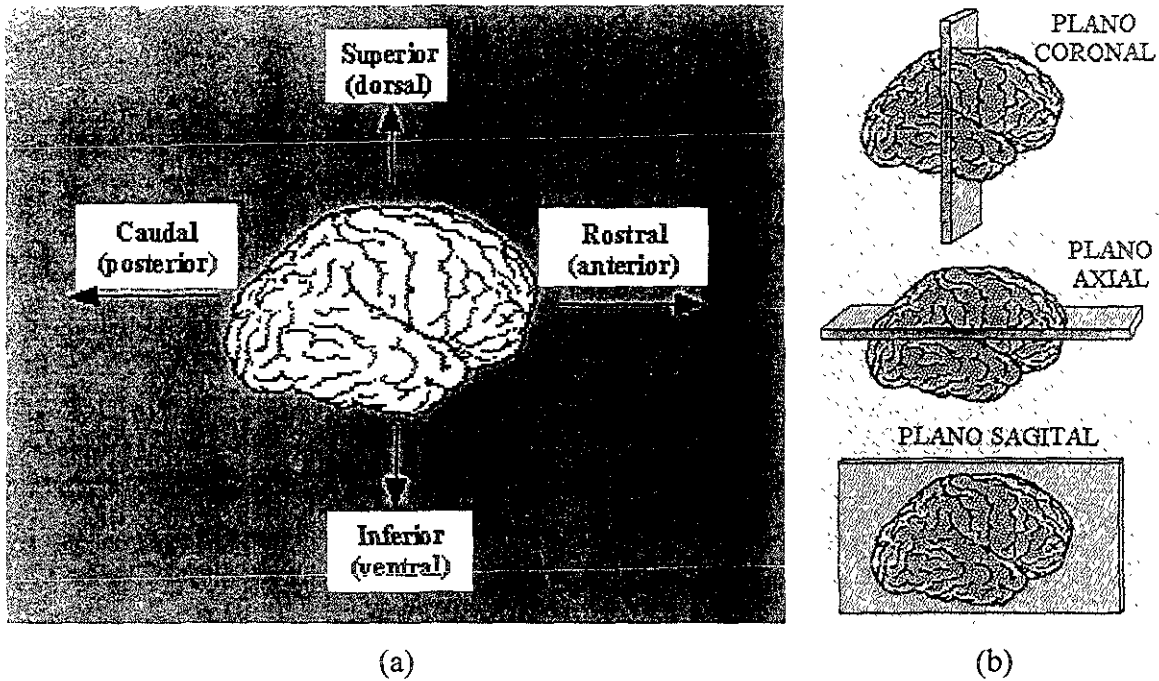 Superior
(dorsal)
Caudal
(posterior)
Rostral
(anterior)
Inferior
(ventral)
(a)
PLANO
CORONAL
PLANO
AXIAL
PLANO SAGITAL
(b)